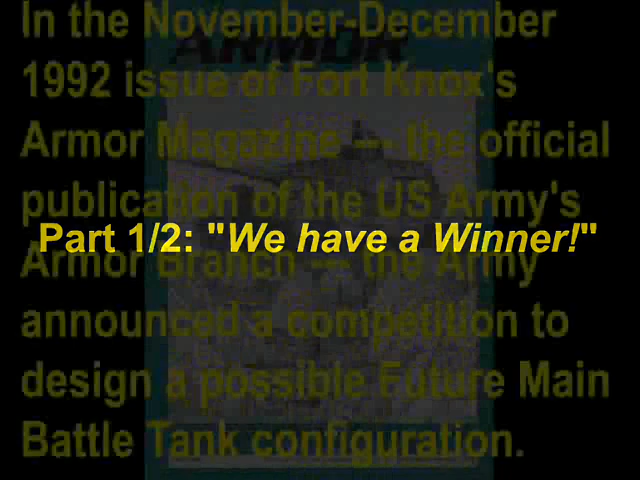 In the November-December
ARMOR
1992 issue of Fort Knox's
Armor Magazine --- the official
publication of the US Army's
Part 1/2: "We have a Winner!"
Armor Branch --- the Army
announced a competition to
design a possible Future Main
Battle Tank configuration.